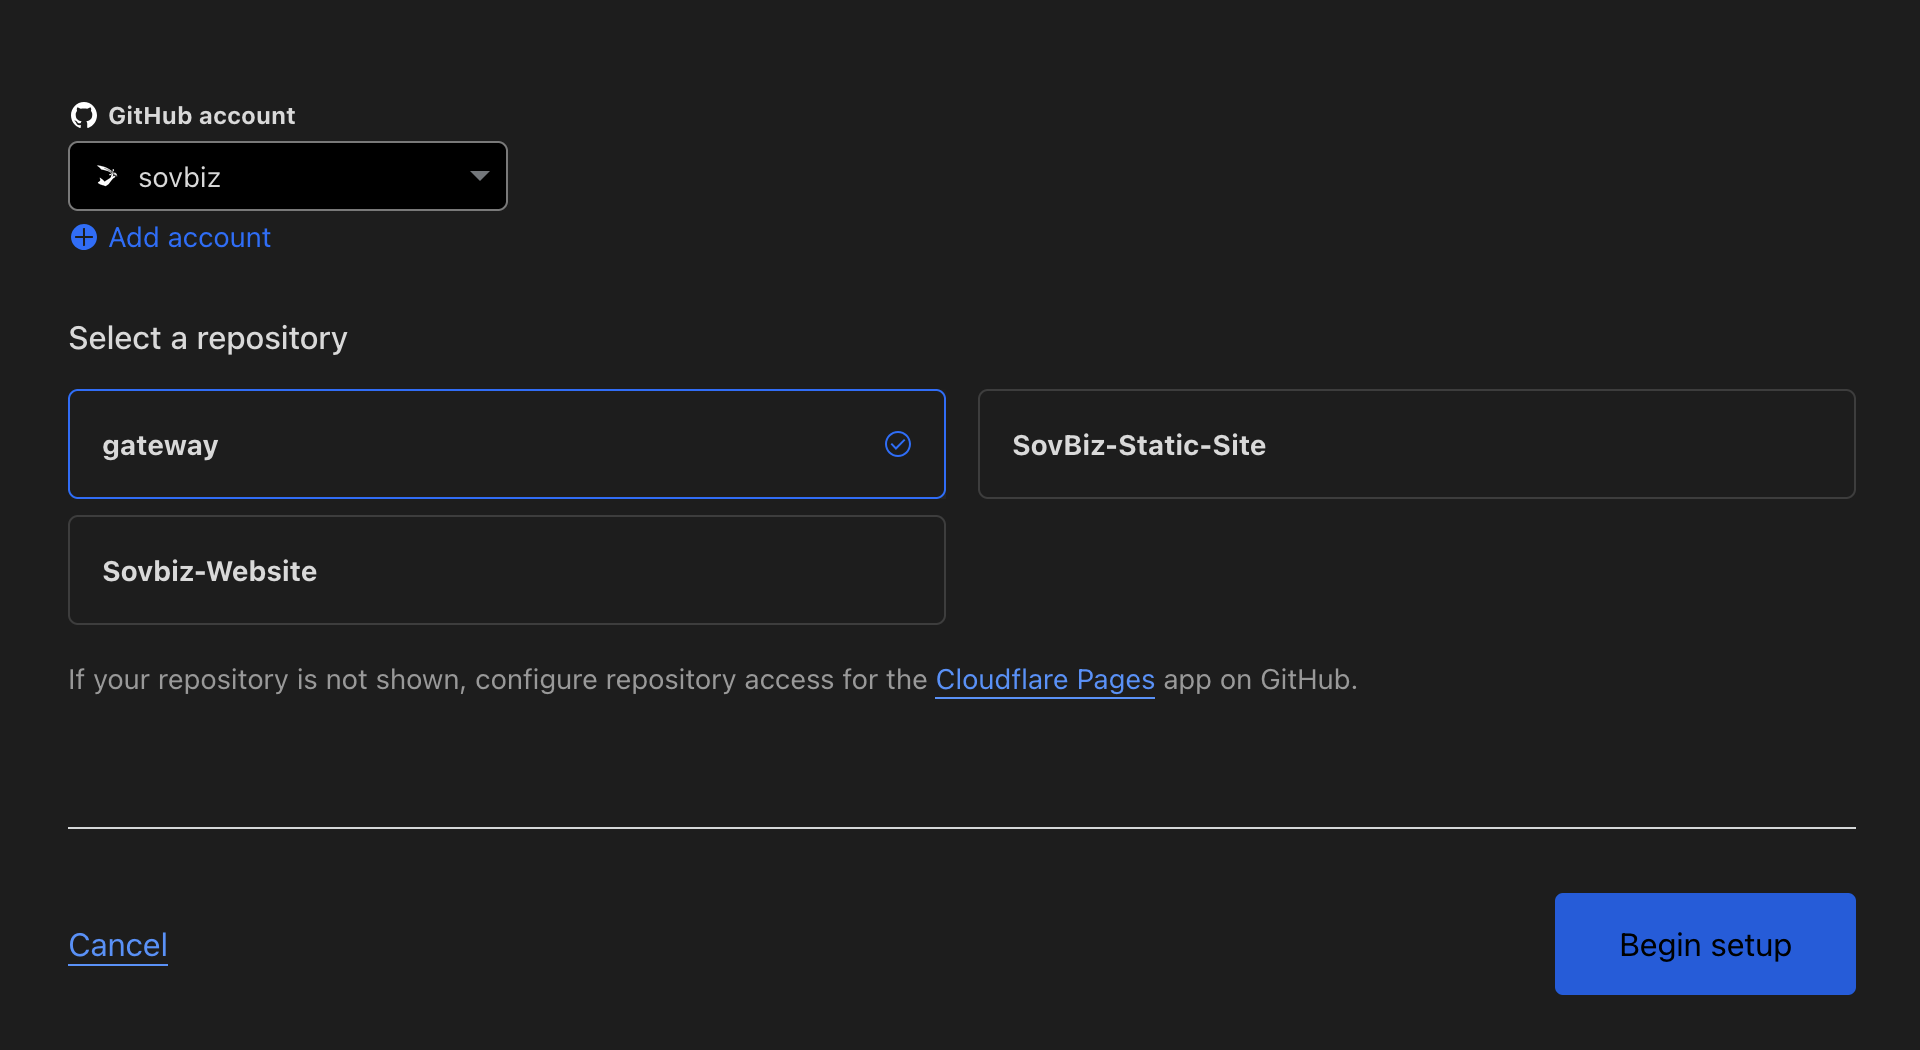 GitHub account
sovbiz
Add account
Select a repository
gateway
SovBiz-Static-Site
Sovbiz-Website
If your repository is not shown, configure repository access for the Cloudflare Pages app on GitHub.
Cancel
Begin setup